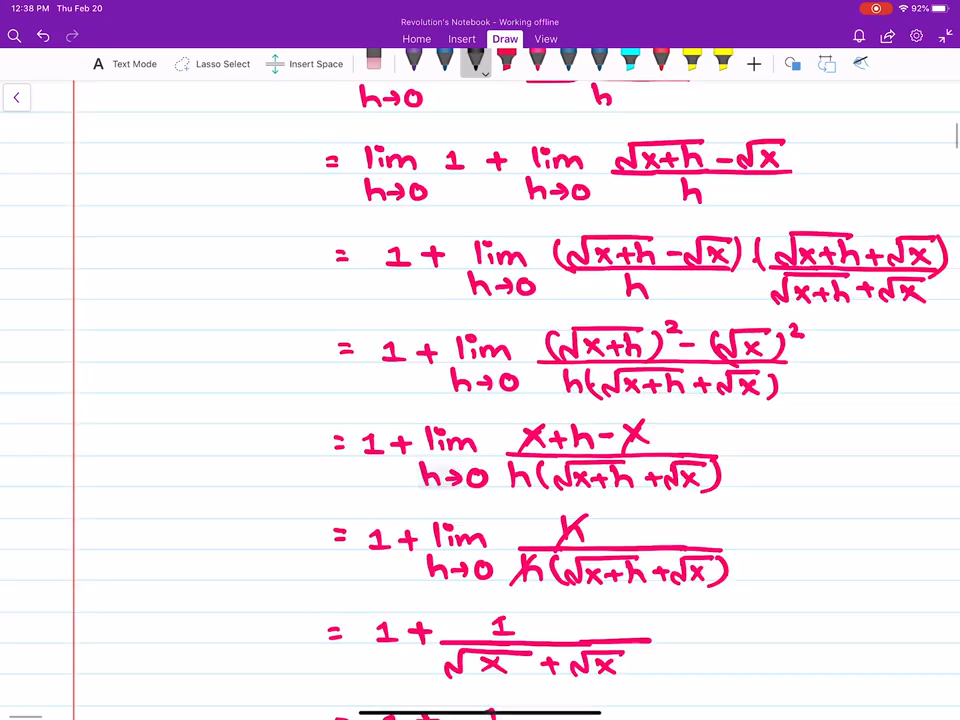 12:38 PM Thu Feb 20
92%
Revolution's Notebook - Working offline
Home Insert Draw View
A Text Mode Lasso Select Insert Space
h→0 h
= lim 1 + lim √x+h - √x
h→0 h→0 h
= 1 + lim (√x+h - √x) (√x+h + √x)
h→0 h √x+h + √x
= 1 + lim (√x+h)² - (√x)²
h→0 h(√x+h + √x)
= 1 + lim x+h-x
h→0 h(√x+h + √x)
= 1 + lim h
h→0 h(√x+h + √x)
= 1 + 1
√x + √x
= 1 +